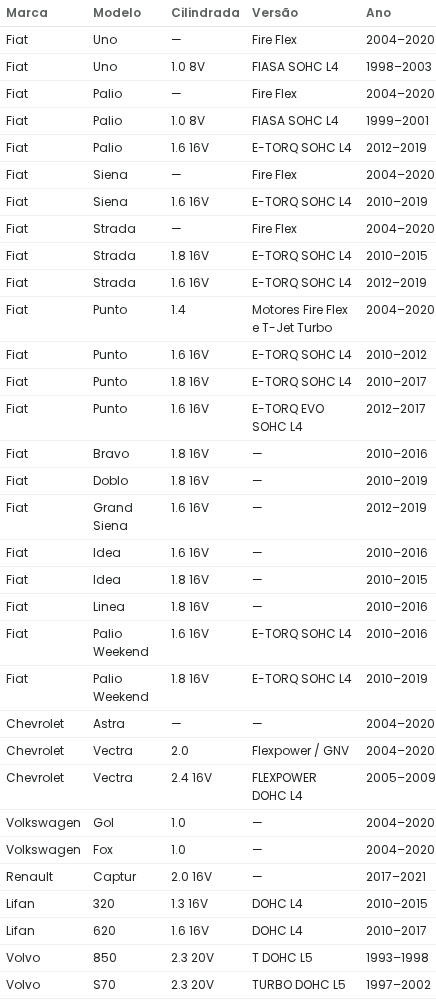 Marca Modelo Cilindrada Versão Ano
Fiat Uno — Fire Flex 2004–2020
Fiat Uno 1.0 8V FIASA SOHC L4 1998–2003
Fiat Palio — Fire Flex 2004–2020
Fiat Palio 1.0 8V FIASA SOHC L4 1999–2001
Fiat Palio 1.6 16V E-TORQ SOHC L4 2012–2019
Fiat Siena — Fire Flex 2004–2020
Fiat Siena 1.6 16V E-TORQ SOHC L4 2010–2019
Fiat Strada — Fire Flex 2004–2020
Fiat Strada 1.8 16V E-TORQ SOHC L4 2010–2015
Fiat Strada 1.6 16V E-TORQ SOHC L4 2012–2019
Fiat Punto 1.4 Motores Fire Flex 2004–2020
e T-Jet Turbo
Fiat Punto 1.6 16V E-TORQ SOHC L4 2010–2012
Fiat Punto 1.8 16V E-TORQ SOHC L4 2010–2017
Fiat Punto 1.6 16V E-TORQ EVO 2012–2017
SOHC L4
Fiat Bravo 1.8 16V — 2010–2016
Fiat Doblo 1.8 16V — 2010–2019
Fiat Grand 1.6 16V — 2012–2019
Siena
Fiat Idea 1.6 16V — 2010–2016
Fiat Idea 1.8 16V — 2010–2015
Fiat Linea 1.8 16V — 2010–2016
Fiat Palio 1.6 16V E-TORQ SOHC L4 2010–2016
Weekend
Fiat Palio 1.8 16V E-TORQ SOHC L4 2010–2019
Weekend
Chevrolet Astra — — 2004–2020
Chevrolet Vectra 2.0 Flexpower / GNV 2004–2020
Chevrolet Vectra 2.4 16V FLEXPOWER 2005–2009
DOHC L4
Volkswagen Gol 1.0 — 2004–2020
Volkswagen Fox 1.0 — 2004–2020
Renault Captur 2.0 16V — 2017–2021
Lifan 320 1.3 16V DOHC L4 2010–2015
Lifan 620 1.6 16V DOHC L4 2010–2017
Volvo 850 2.3 20V T DOHC L5 1993–1998
Volvo S70 2.3 20V TURBO DOHC L5 1997–2002